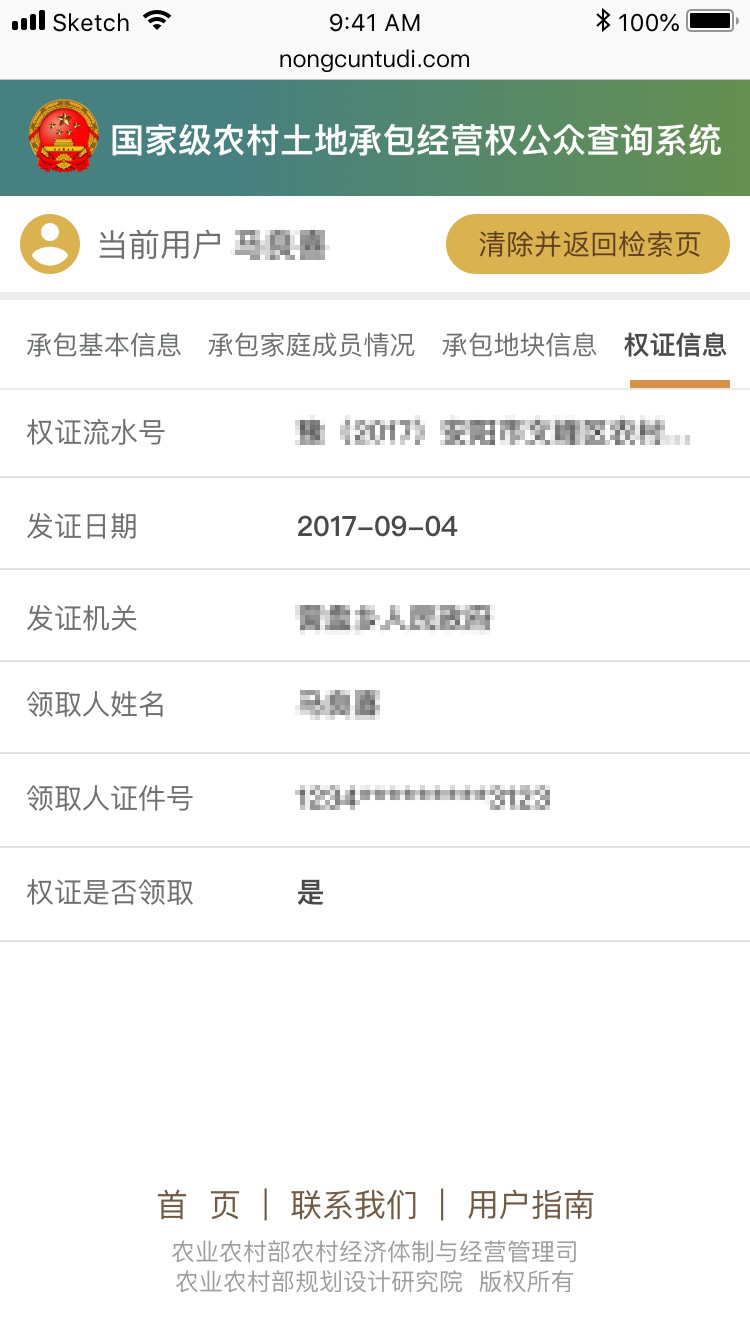 Sketch 9:41 AM 100%
nongcuntudi.com
国家级农村土地承包经营权公众查询系统
当前用户
清除并返回检索页
承包基本信息 承包家庭成员情况 承包地块信息 权证信息
权证流水号
发证日期 2017-09-04
发证机关
领取人姓名
领取人证件号
权证是否领取 是
首 页 | 联系我们 | 用户指南
农业农村部农村经济体制与经营管理司
农业农村部规划设计研究院 版权所有